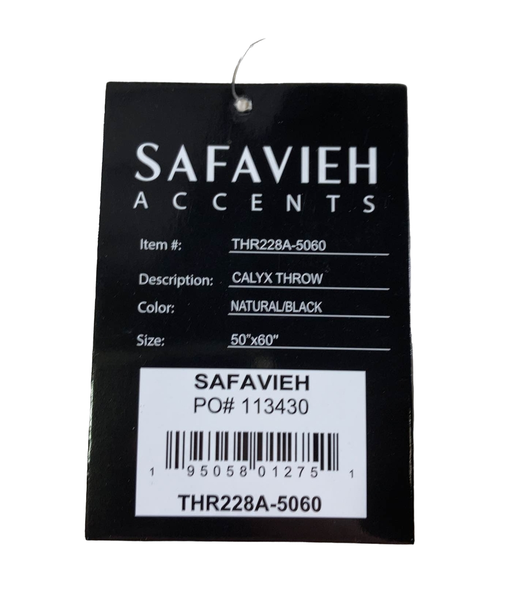 SAFAVIEH
ACCENTS
Item #: THR228A-5060
Description: CALYX THROW
Color: NATURAL/BLACK
Size: 50"x60"
SAFAVIEH
PO# 113430
1 95058 01275 1
THR228A-5060